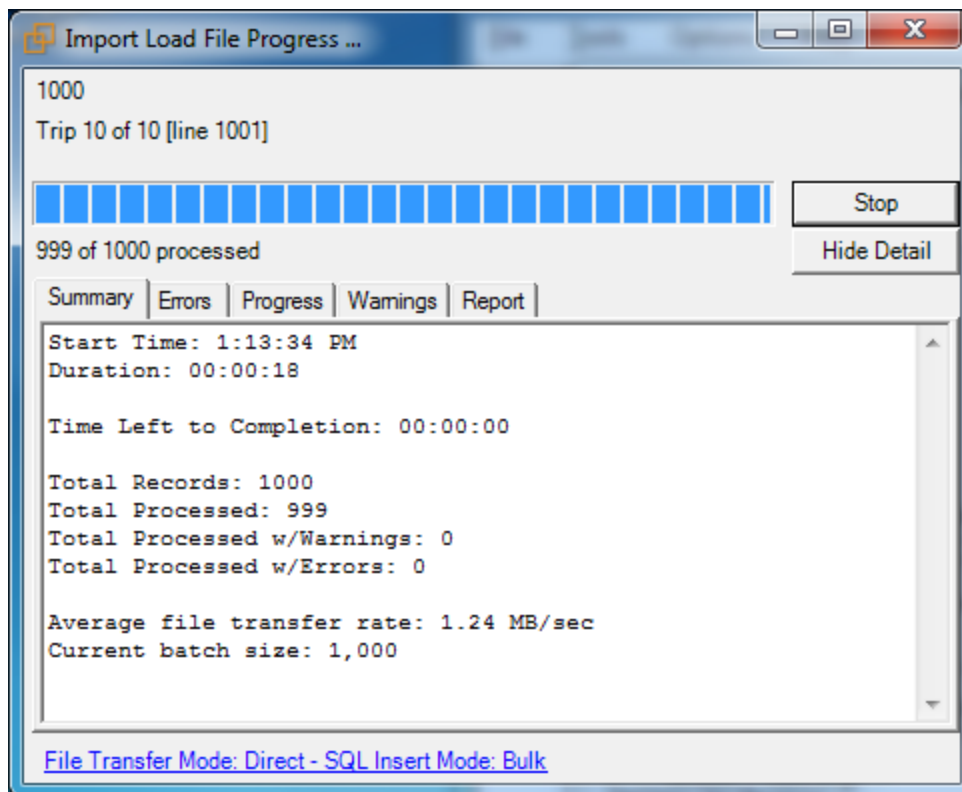 Import Load File Progress ...
1000
Trip 10 of 10 [line 1001]
Stop
999 of 1000 processed
Hide Detail
Summary Errors Progress Warnings Report
Start Time: 1:13:34 PM
Duration: 00:00:18
Time Left to Completion: 00:00:00
Total Records: 1000
Total Processed: 999
Total Processed w/Warnings: 0
Total Processed w/Errors: 0
Average file transfer rate: 1.24 MB/sec
Current batch size: 1,000
File Transfer Mode: Direct - SQL Insert Mode: Bulk